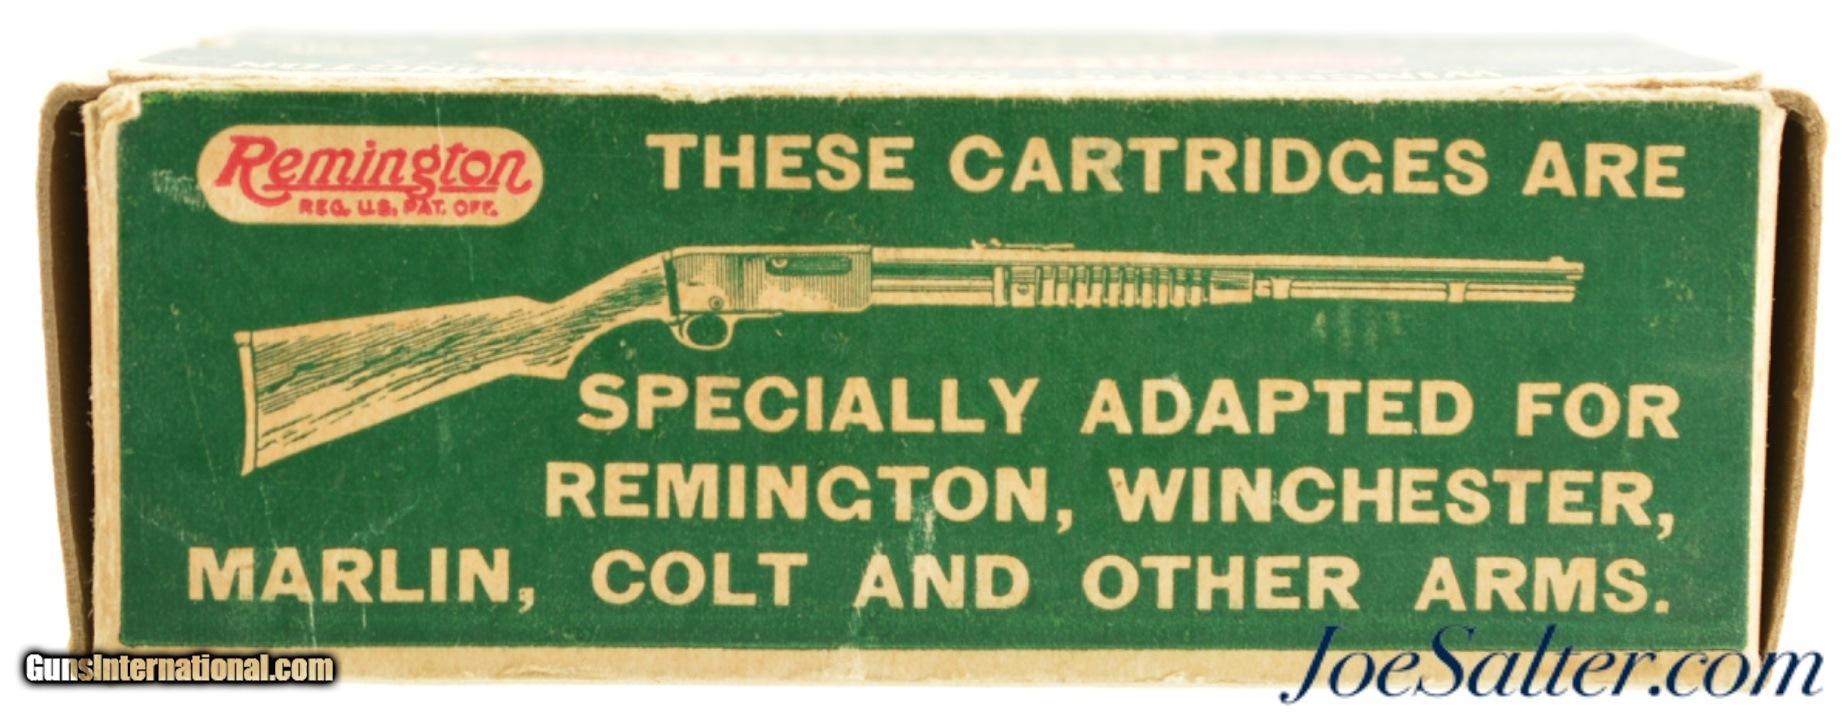 Remington
REG. U.S. PAT. OFF.
THESE CARTRIDGES ARE
SPECIALLY ADAPTED FOR
REMINGTON, WINCHESTER,
MARLIN, COLT AND OTHER ARMS.
GunsInternational.com
JoeSalter.com